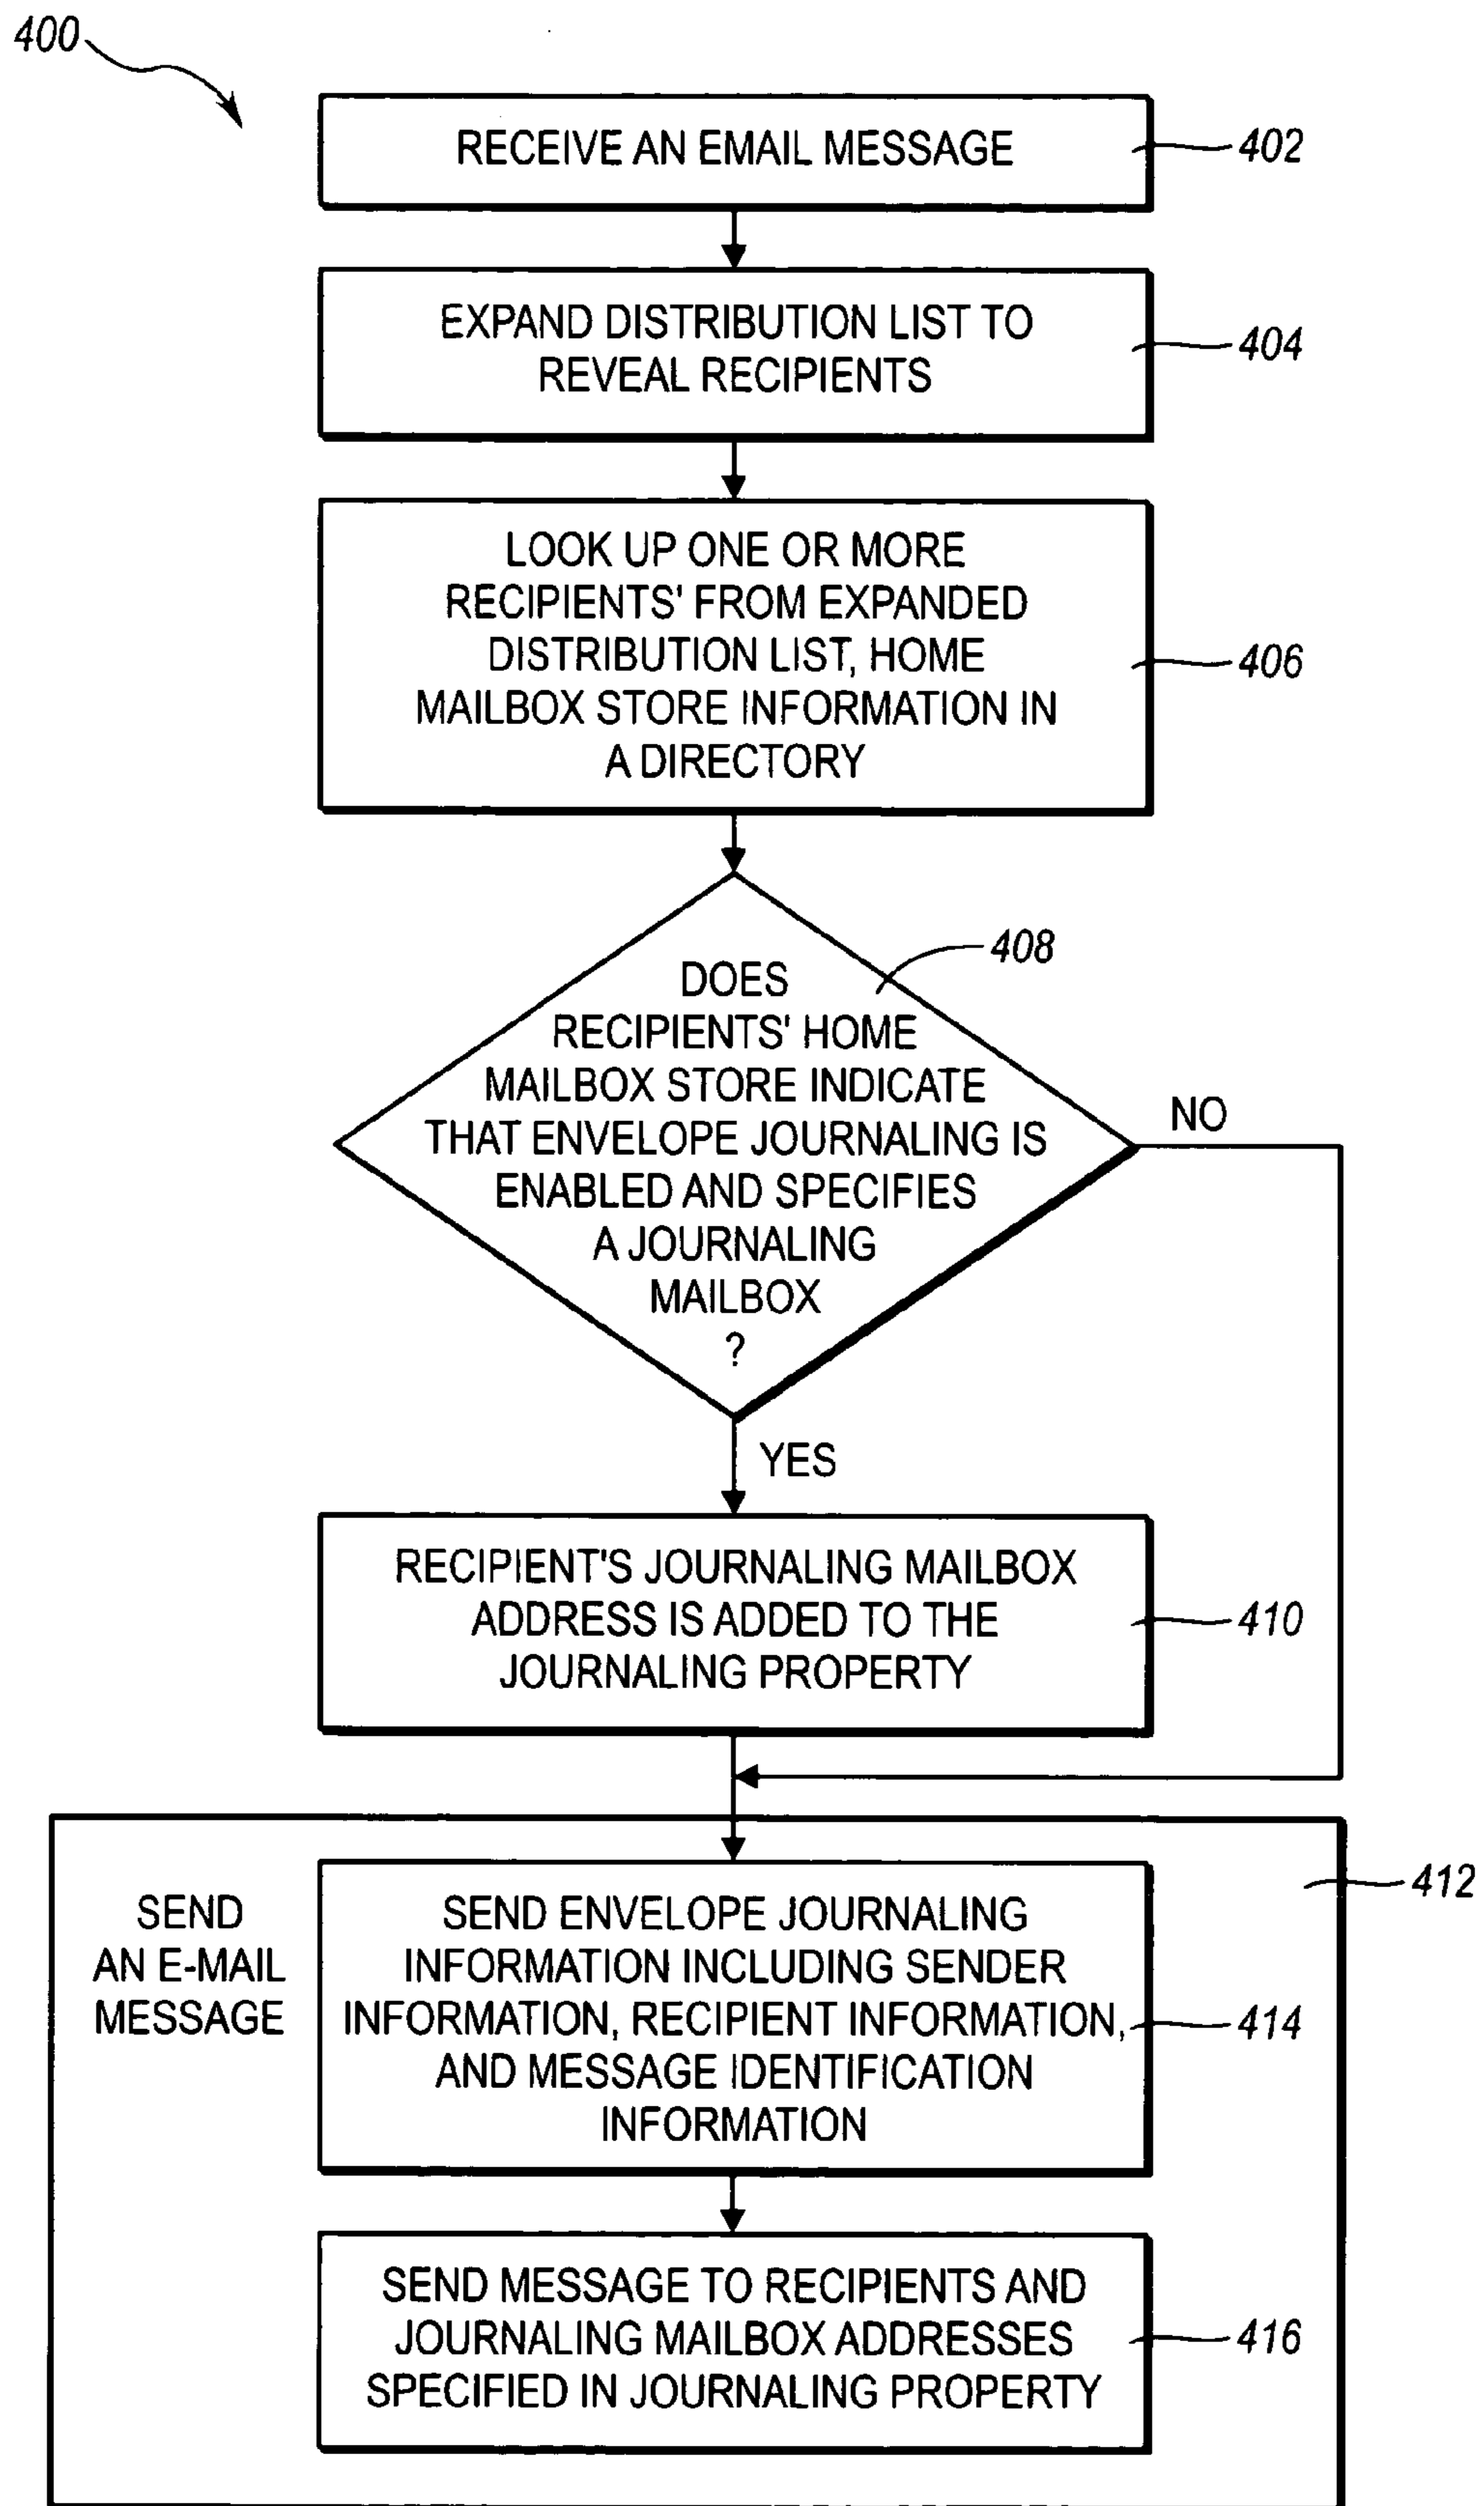 400
RECEIVE AN EMAIL MESSAGE
402
EXPAND DISTRIBUTION LIST TO
REVEAL RECIPIENTS
404
LOOK UP ONE OR MORE
RECIPIENTS' FROM EXPANDED
DISTRIBUTION LIST, HOME
MAILBOX STORE INFORMATION IN
A DIRECTORY
406
408
DOES
RECIPIENTS' HOME
MAILBOX STORE INDICATE
THAT ENVELOPE JOURNALING IS
ENABLED AND SPECIFIES
A JOURNALING
MAILBOX
?
NO
YES
RECIPIENT'S JOURNALING MAILBOX
ADDRESS IS ADDED TO THE
JOURNALING PROPERTY
410
412
SEND
AN E-MAIL
MESSAGE
SEND ENVELOPE JOURNALING
INFORMATION INCLUDING SENDER
INFORMATION, RECIPIENT INFORMATION,
AND MESSAGE IDENTIFICATION
INFORMATION
414
SEND MESSAGE TO RECIPIENTS AND
JOURNALING MAILBOX ADDRESSES
SPECIFIED IN JOURNALING PROPERTY
416